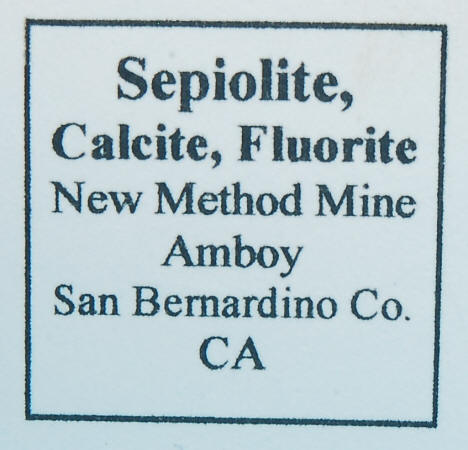 Sepiolite,
Calcite, Fluorite
New Method Mine
Amboy
San Bernardino Co.
CA